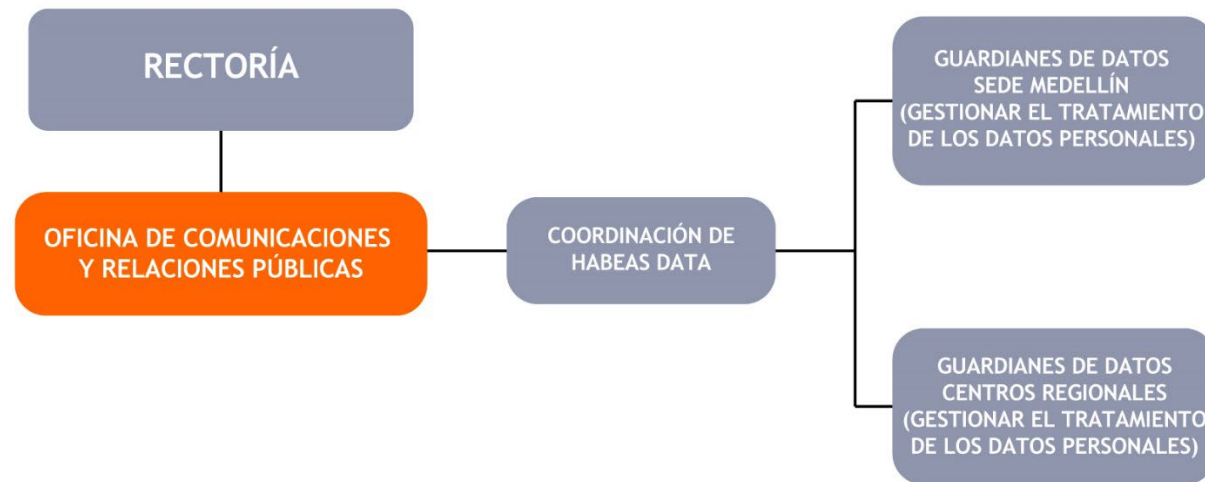 RECTORÍA
OFICINA DE COMUNICACIONES
Y RELACIONES PÚBLICAS
COORDINACIÓN DE
HABEAS DATA
GUARDIANES DE DATOS
SEDE MEDELLÍN
(GESTIONAR EL TRATAMIENTO
DE LOS DATOS PERSONALES)
GUARDIANES DE DATOS
CENTROS REGIONALES
(GESTIONAR EL TRATAMIENTO
DE LOS DATOS PERSONALES)